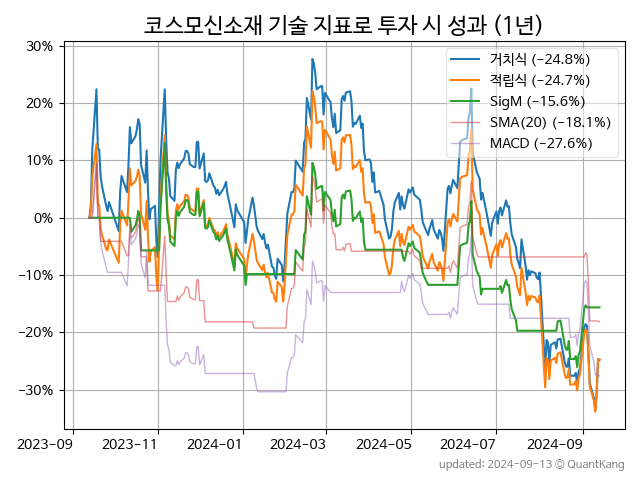 코스모신소재 기술 지표로 투자 시 성과 (1년)
30%
20%
10%
0%
−10%
−20%
−30%
거치식 (−24.8%)
적립식 (−24.7%)
SigM (−15.6%)
SMA(20) (−18.1%)
MACD (−27.6%)
2023-09
2023-11
2024-01
2024-03
2024-05
2024-07
2024-09
updated: 2024-09-13 ⓒ QuantKang